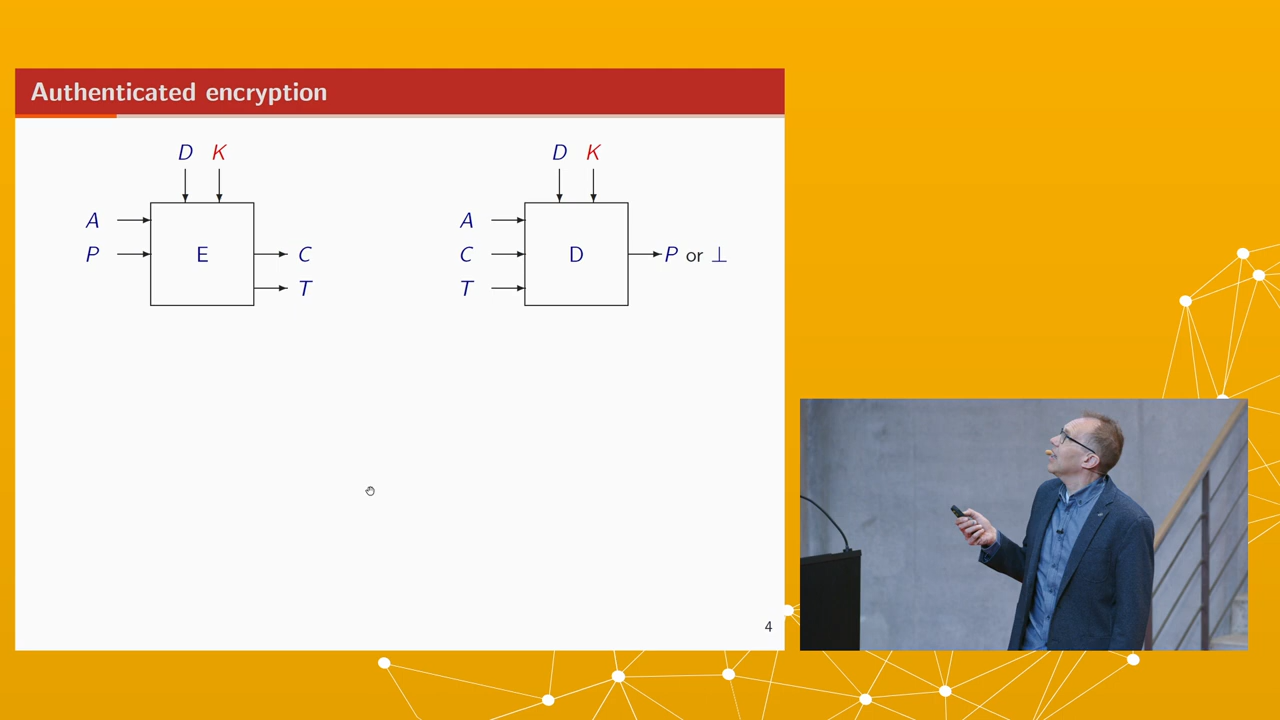 Authenticated encryption
D K
A
P
E
C
T
D K
A
C
T
D
P or ⊥
4